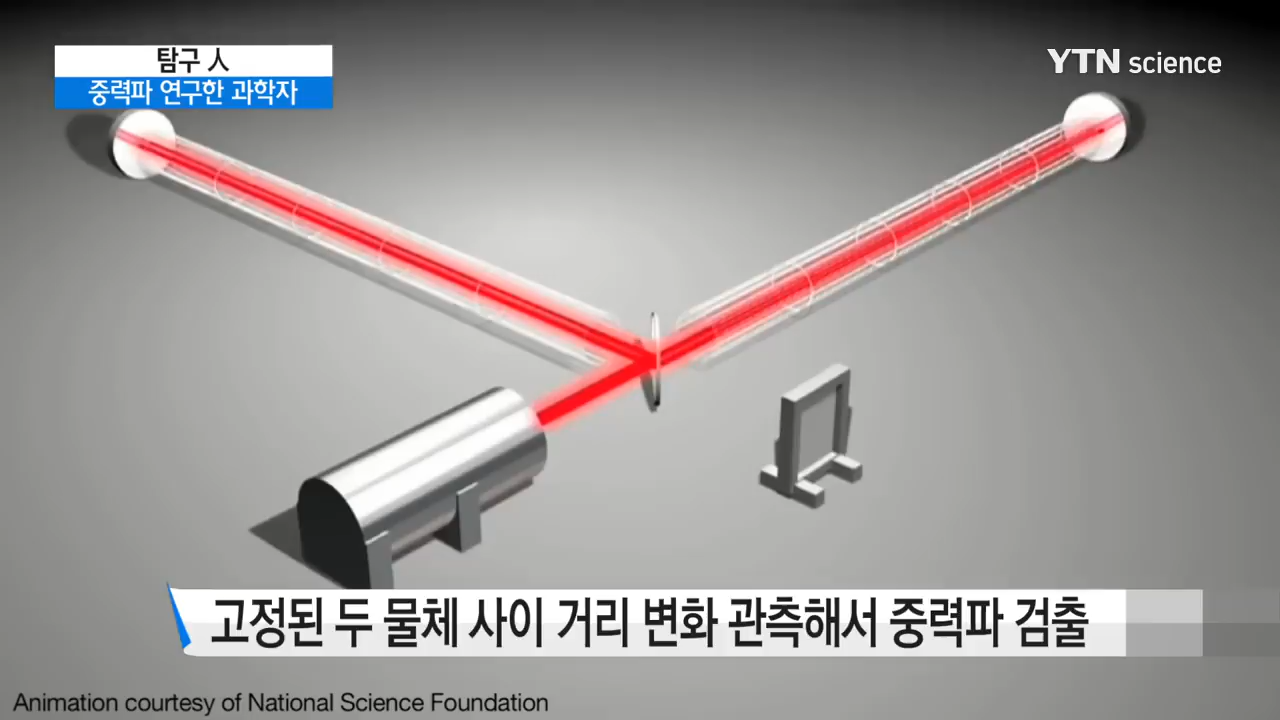 탐구 人
중력파 연구한 과학자
YTN science
고정된 두 물체 사이 거리 변화 관측해서 중력파 검출
Animation courtesy of National Science Foundation